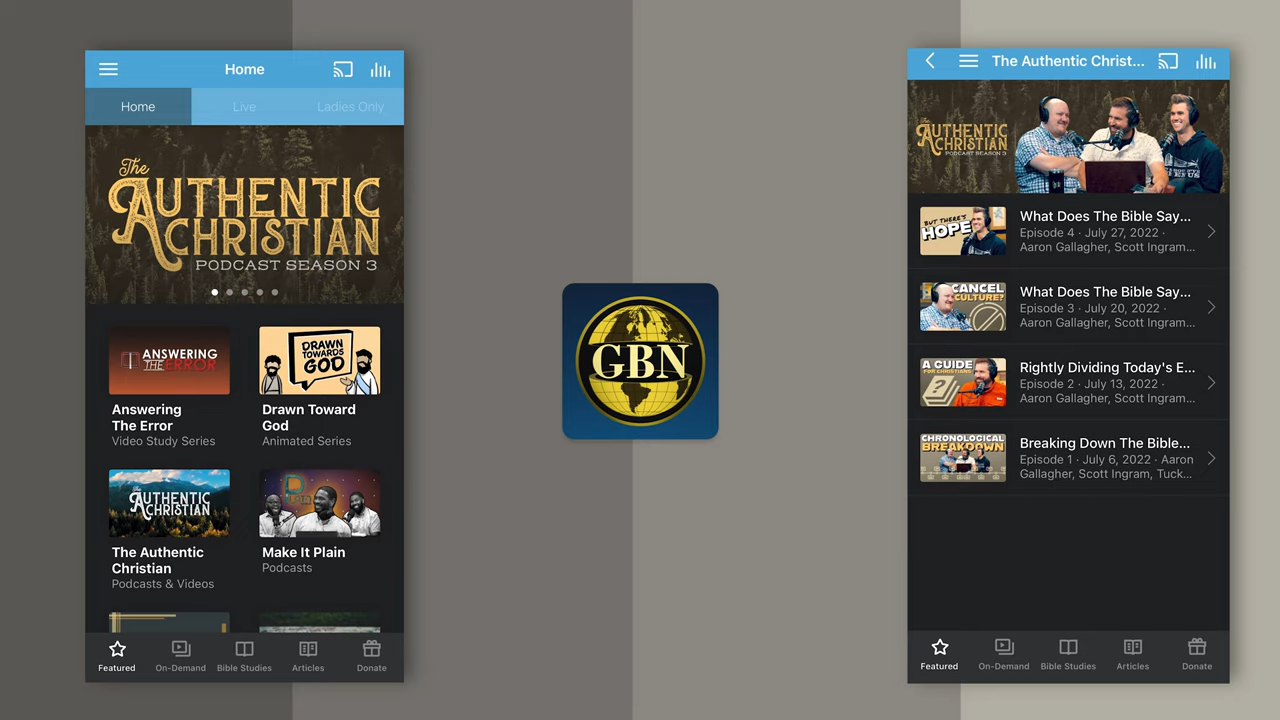 Home
Home
Live
Ladies Only
The
AUTHENTIC
CHRISTIAN
PODCAST SEASON 3
ANSWERING
THE ERROR
DRAWN
TOWARDS
GOD
Answering
The Error
Video Study Series
Drawn Toward
God
Animated Series
The
AUTHENTIC
CHRISTIAN
The Authentic
Christian
Podcasts & Videos
Make It Plain
Podcasts
Featured
On-Demand
Bible Studies
Articles
Donate
GBN
The Authentic Christ...
The
AUTHENTIC
CHRISTIAN
PODCAST SEASON 3
BUT THERE'S
HOPE
What Does The Bible Say...
Episode 4 · July 27, 2022 ·
Aaron Gallagher, Scott Ingram...
CANCEL
CULTURE?
What Does The Bible Say...
Episode 3 · July 20, 2022 ·
Aaron Gallagher, Scott Ingram...
A GUIDE
FOR CHRISTIANS
Rightly Dividing Today's E...
Episode 2 · July 13, 2022 ·
Aaron Gallagher, Scott Ingram...
CHRONOLOGICAL
BREAKDOWN
Breaking Down The Bible...
Episode 1 · July 6, 2022 · Aaron
Gallagher, Scott Ingram, Tuck...
Featured
On-Demand
Bible Studies
Articles
Donate